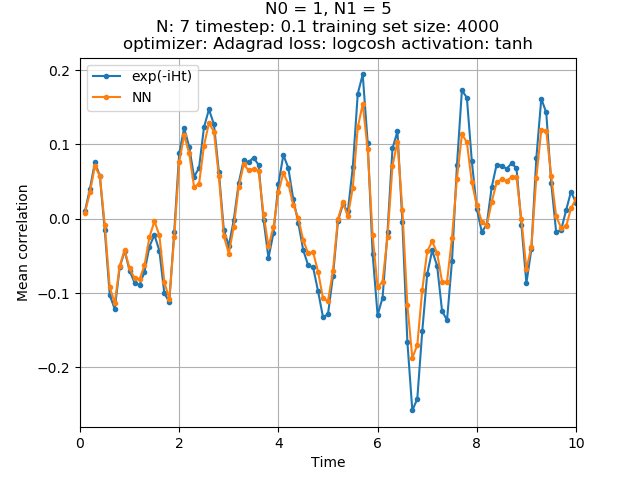 N0 = 1, N1 = 5
N: 7 timestep: 0.1 training set size: 4000
optimizer: Adagrad loss: logcosh activation: tanh
exp(-iHt)
NN
0.2
0.1
0.0
−0.1
−0.2
Mean correlation
0 2 4 6 8 10
Time